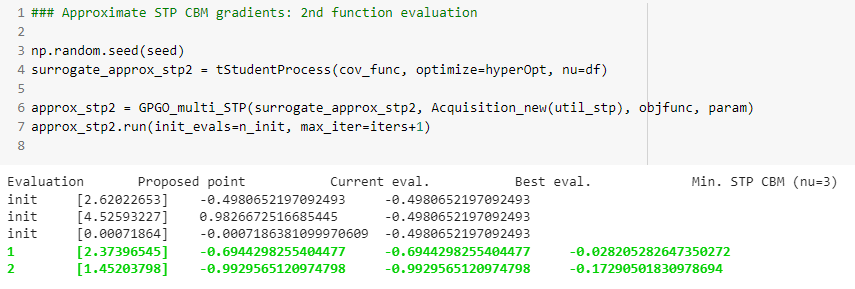 1 ### Approximate STP CBM gradients: 2nd function evaluation
2
3 np.random.seed(seed)
4 surrogate_approx_stp2 = tStudentProcess(cov_func, optimize=hyperOpt, nu=df)
5
6 approx_stp2 = GPGO_multi_STP(surrogate_approx_stp2, Acquisition_new(util_stp), objfunc, param)
7 approx_stp2.run(init_evals=n_init, max_iter=iters+1)
8
Evaluation Proposed point Current eval. Best eval. Min. STP CBM (nu=3)
init [2.62022653] -0.4980652197092493 -0.4980652197092493
init [4.52593227] 0.9826672516685445 -0.4980652197092493
init [0.00071864] -0.0007186381099970609 -0.4980652197092493
1 [2.37396545] -0.6944298255404477 -0.6944298255404477 -0.028205282647350272
2 [1.45203798] -0.9929565120974798 -0.9929565120974798 -0.17290501830978694